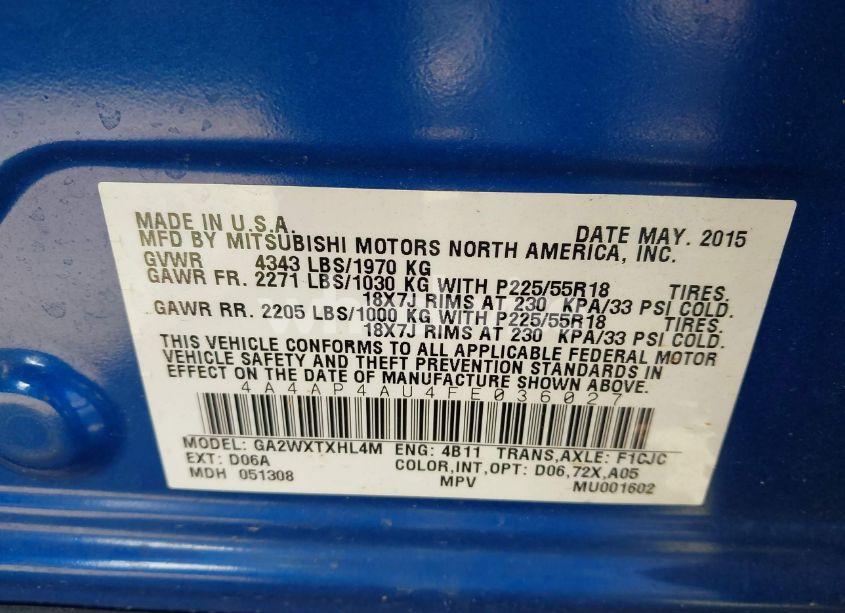 MADE IN U.S.A. DATE MAY. 2015
MFD BY MITSUBISHI MOTORS NORTH AMERICA, INC.
GVWR 4343 LBS/1970 KG
GAWR FR. 2271 LBS/1030 KG WITH P225/55R18 TIRES.
18X7J RIMS AT 230 KPA/33 PSI COLD.
GAWR RR. 2205 LBS/1000 KG WITH P225/55R18 TIRES.
18X7J RIMS AT 230 KPA/33 PSI COLD.
THIS VEHICLE CONFORMS TO ALL APPLICABLE FEDERAL MOTOR
VEHICLE SAFETY AND THEFT PREVENTION STANDARDS IN
EFFECT ON THE DATE OF MANUFACTURE SHOWN ABOVE.
4A4AP4AU4FE036027
MODEL: GA2WXTXHL4M ENG: 4B11 TRANS,AXLE: F1CJC
EXT: D06A COLOR,INT,OPT: D06,72X,A05
MDH 051308 MPV MU001602